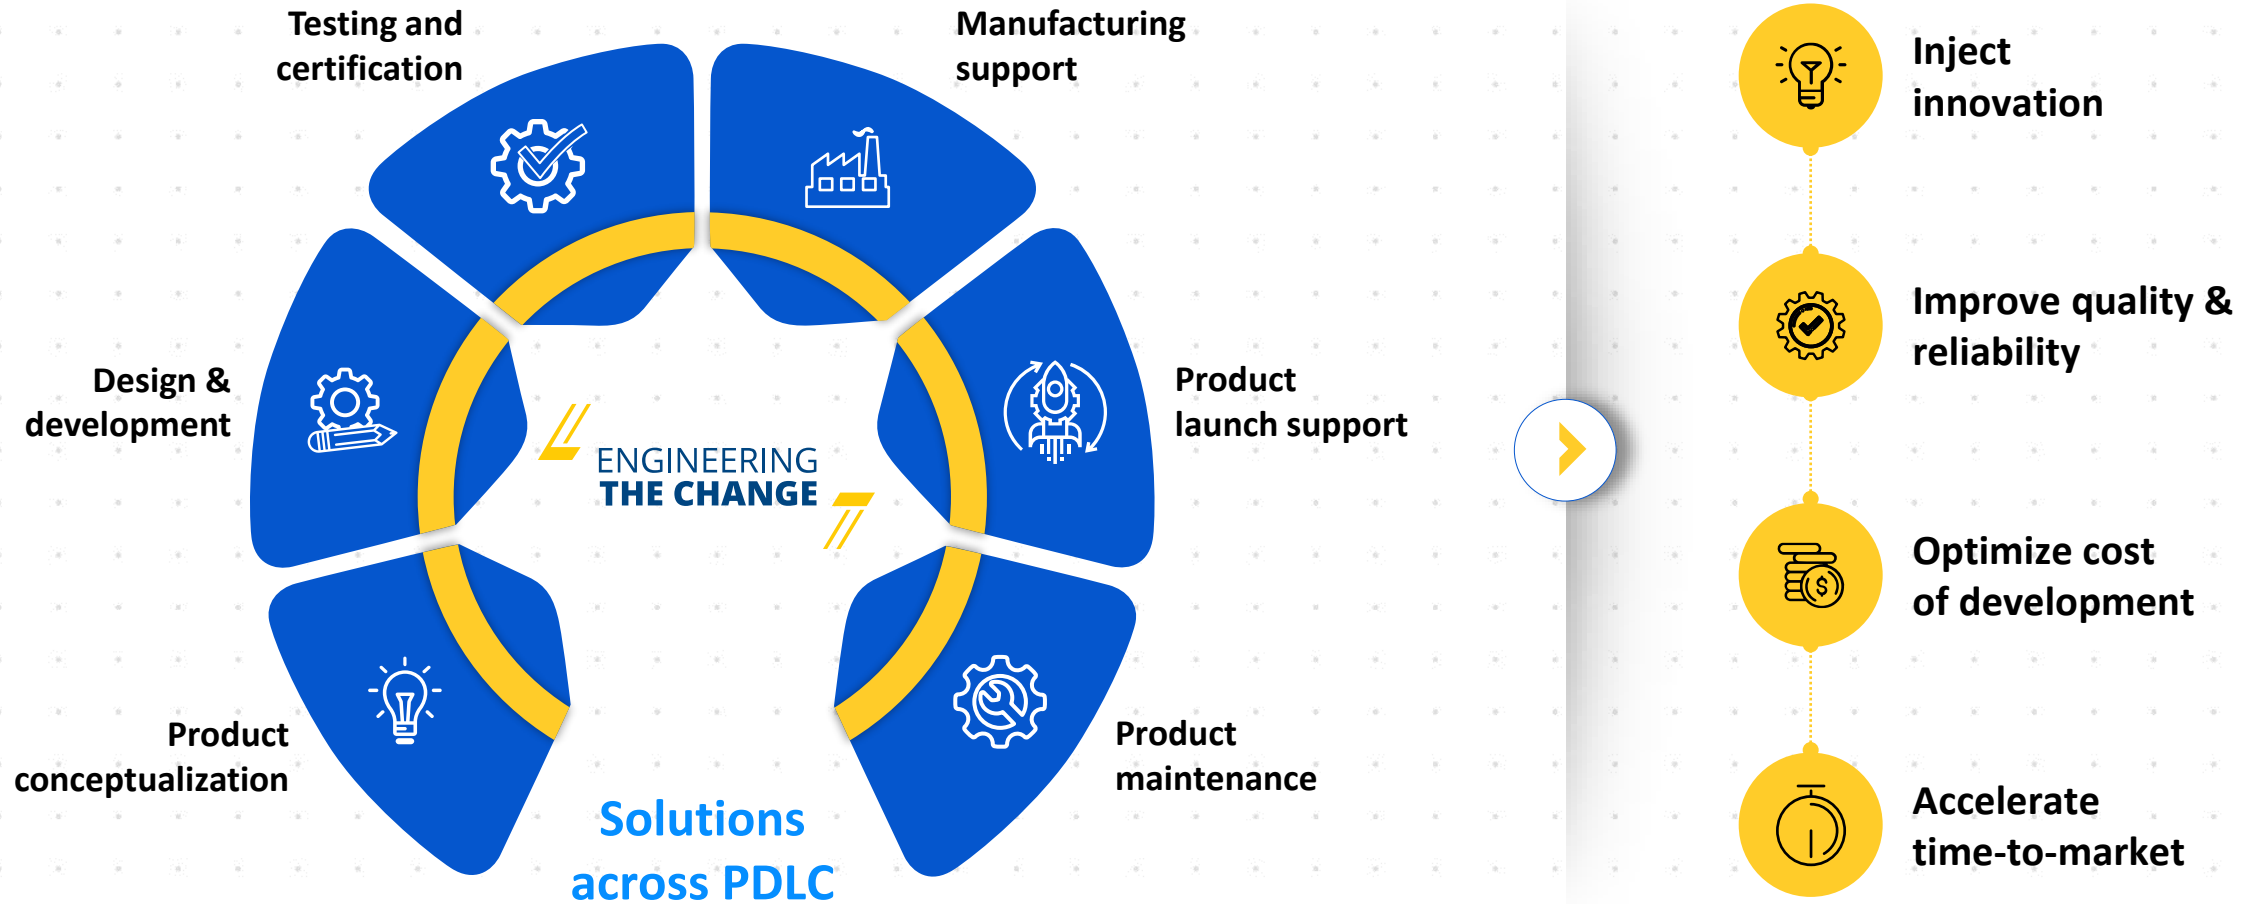 Testing and
certification
Manufacturing
support
Design &
development
Product
launch support
ENGINEERING
THE CHANGE
Product
conceptualization
Product
maintenance
Solutions
across PDLC
Inject
innovation
Improve quality &
reliability
$
Optimize cost
of development
Accelerate
time-to-market